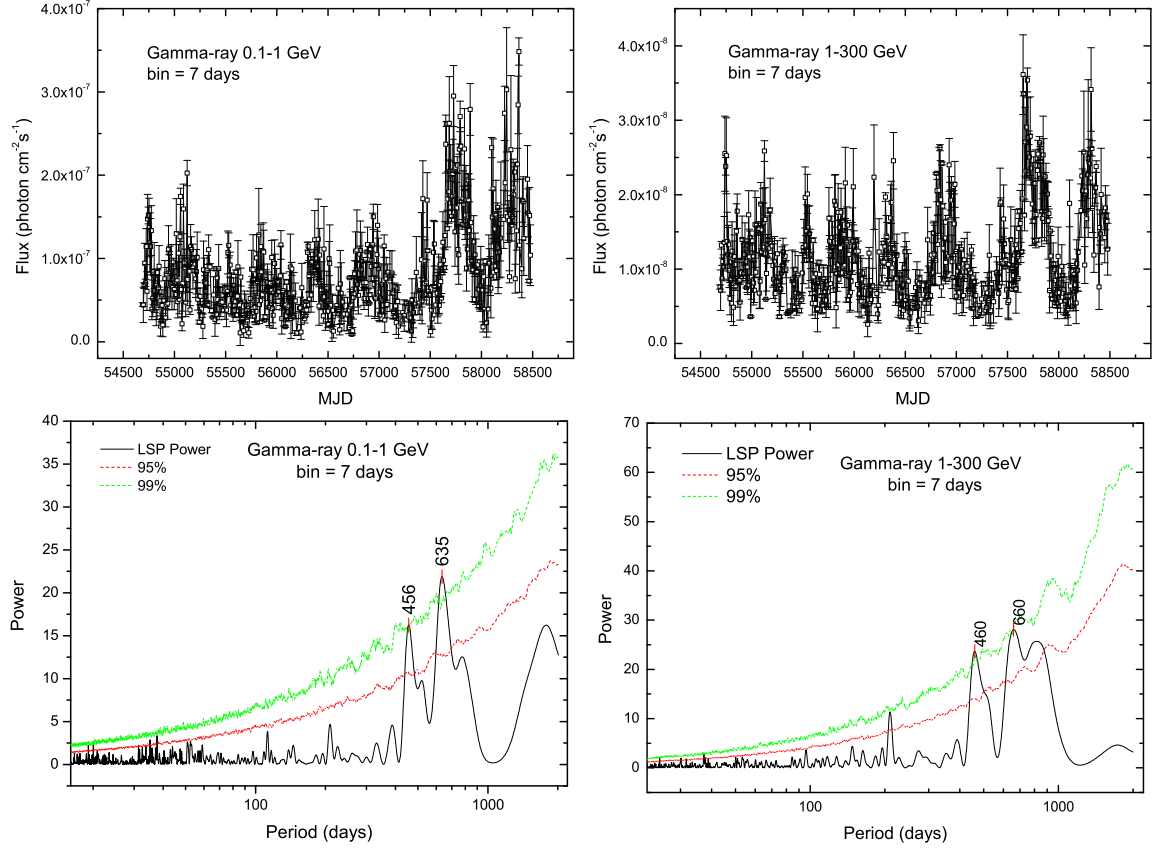 4.0x10⁻⁷
3.0x10⁻⁷
2.0x10⁻⁷
1.0x10⁻⁷
0.0
Flux (photon cm⁻²s⁻¹)
Gamma-ray 0.1-1 GeV
bin = 7 days
54500 55000 55500 56000 56500 57000 57500 58000 58500
MJD
4.0x10⁻⁸
3.0x10⁻⁸
2.0x10⁻⁸
1.0x10⁻⁸
0.0
Flux (photon cm⁻²s⁻¹)
Gamma-ray 1-300 GeV
bin = 7 days
54500 55000 55500 56000 56500 57000 57500 58000 58500
MJD
40
35
30
25
20
15
10
5
0
Power
LSP Power
95%
99%
Gamma-ray 0.1-1 GeV
bin = 7 days
456
635
100 1000
Period (days)
70
60
50
40
30
20
10
0
Power
LSP Power
95%
99%
Gamma-ray 1-300 GeV
bin = 7 days
460
660
100 1000
Period (days)